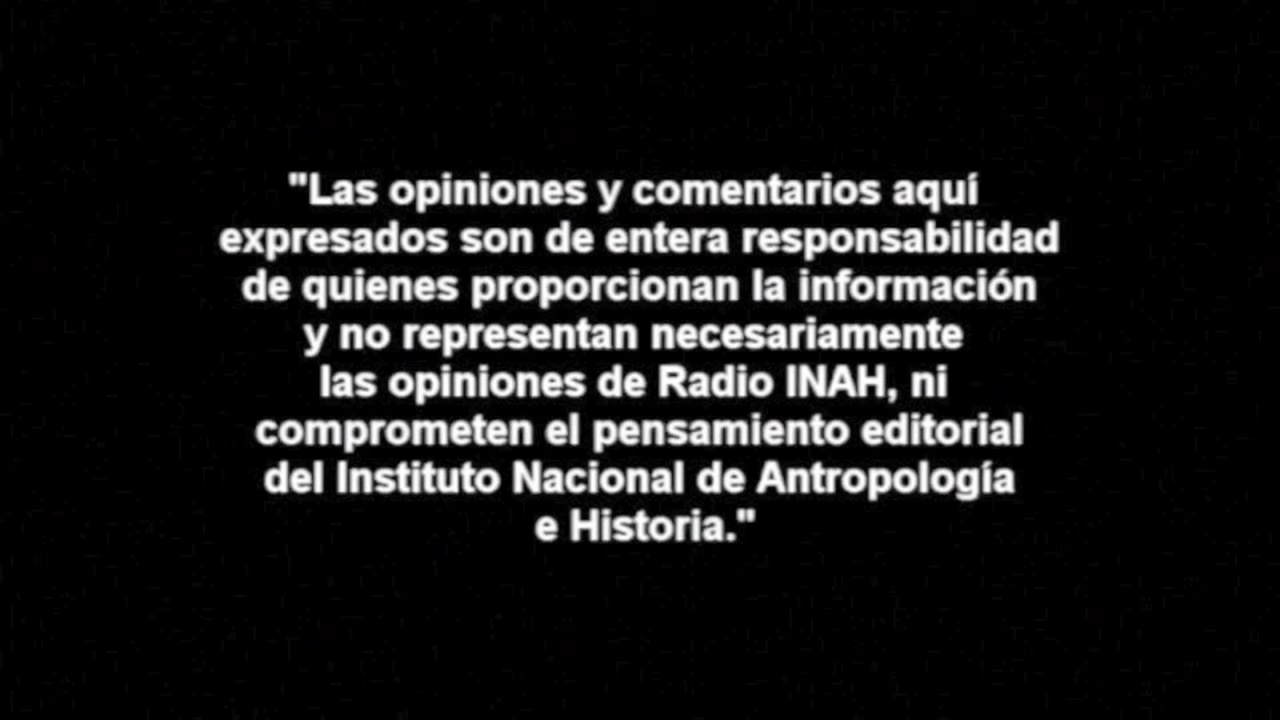 "Las opiniones y comentarios aquí
expresados son de entera responsabilidad
de quienes proporcionan la información
y no representan necesariamente
las opiniones de Radio INAH, ni
comprometen el pensamiento editorial
del Instituto Nacional de Antropología
e Historia."